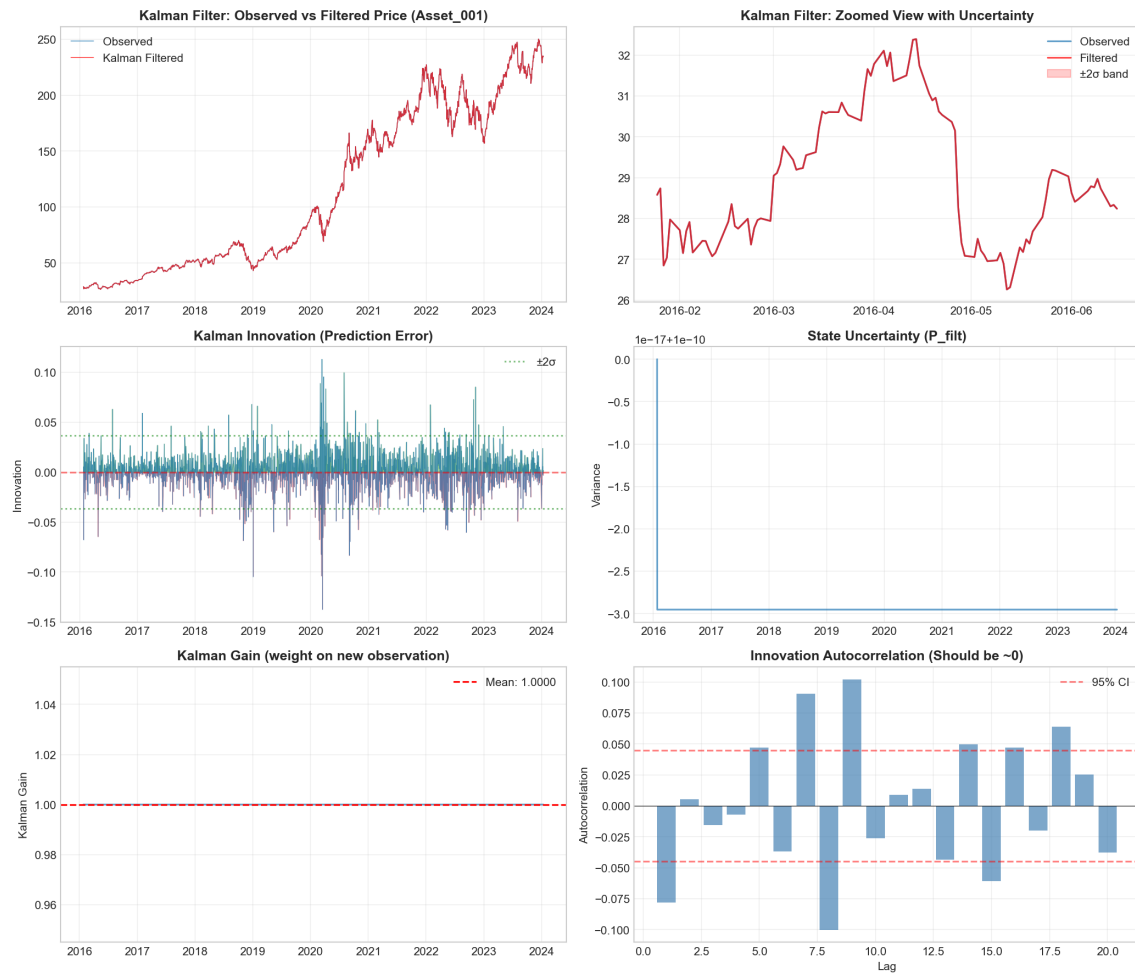 Kalman Filter: Observed vs Filtered Price (Asset_001)
Observed
Kalman Filtered
250
200
150
100
50
2016 2017 2018 2019 2020 2021 2022 2023 2024
Kalman Filter: Zoomed View with Uncertainty
Observed
Filtered
±2σ band
32
31
30
29
28
27
26
2016-02 2016-03 2016-04 2016-05 2016-06
Kalman Innovation (Prediction Error)
±2σ
Innovation
0.10
0.05
0.00
−0.05
−0.10
−0.15
2016 2017 2018 2019 2020 2021 2022 2023 2024
State Uncertainty (P_filt)
1e−17+1e−10
Variance
0.0
−0.5
−1.0
−1.5
−2.0
−2.5
−3.0
2016 2017 2018 2019 2020 2021 2022 2023 2024
Kalman Gain (weight on new observation)
Mean: 1.0000
Kalman Gain
1.04
1.02
1.00
0.98
0.96
2016 2017 2018 2019 2020 2021 2022 2023 2024
Innovation Autocorrelation (Should be ~0)
95% CI
Autocorrelation
0.100
0.075
0.050
0.025
0.000
−0.025
−0.050
−0.075
−0.100
0.0 2.5 5.0 7.5 10.0 12.5 15.0 17.5 20.0
Lag